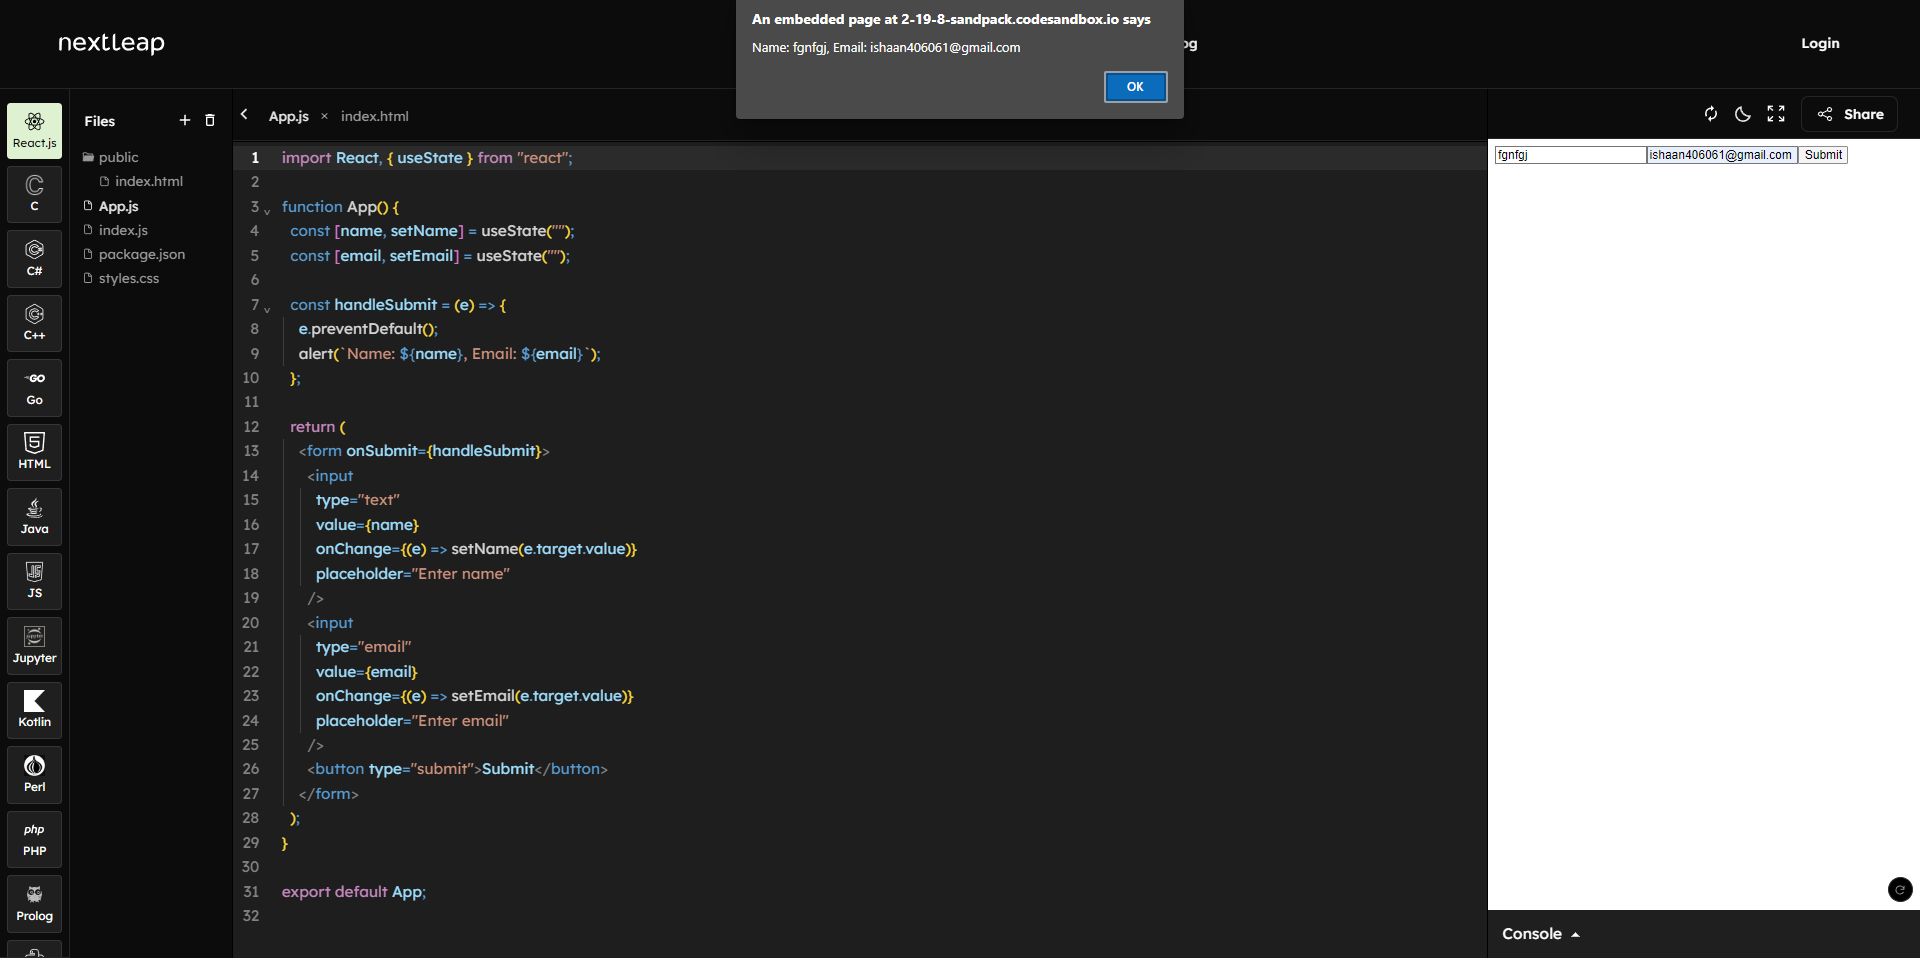 An embedded page at 2-19-8-sandpack.codesandbox.io says
Name: fgnfgj, Email: ishaan406061@gmail.com
OK
nextleap
Login
React.js
C
C#
C++
Go
HTML
Java
JS
Jupyter
Kotlin
Perl
php
PHP
Prolog
Files
public
index.html
App.js
index.js
package.json
styles.css
App.js × index.html
1 import React, { useState } from "react";
2
3 function App() {
4 const [name, setName] = useState("");
5 const [email, setEmail] = useState("");
6
7 const handleSubmit = (e) => {
8 e.preventDefault();
9 alert(`Name: ${name}, Email: ${email}`);
10 };
11
12 return (
13 <form onSubmit={handleSubmit}>
14 <input
15 type="text"
16 value={name}
17 onChange={(e) => setName(e.target.value)}
18 placeholder="Enter name"
19 />
20 <input
21 type="email"
22 value={email}
23 onChange={(e) => setEmail(e.target.value)}
24 placeholder="Enter email"
25 />
26 <button type="submit">Submit</button>
27 </form>
28 );
29 }
30
31 export default App;
32
Share
fgnfgj ishaan406061@gmail.com Submit
Console